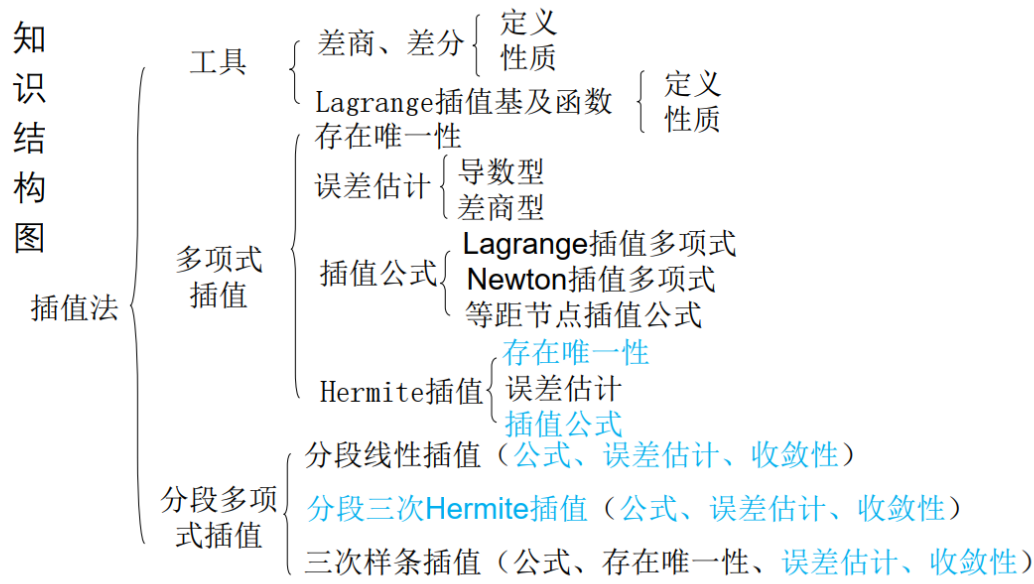 知识结构图
插值法
工具
差商、差分
定义
性质
Lagrange插值基及函数
定义
性质
多项式
插值
存在唯一性
误差估计
导数型
差商型
插值公式
Lagrange插值多项式
Newton插值多项式
等距节点插值公式
Hermite插值
存在唯一性
误差估计
插值公式
分段多项
式插值
分段线性插值（公式、误差估计、收敛性）
分段三次Hermite插值（公式、误差估计、收敛性）
三次样条插值（公式、存在唯一性、误差估计、收敛性）